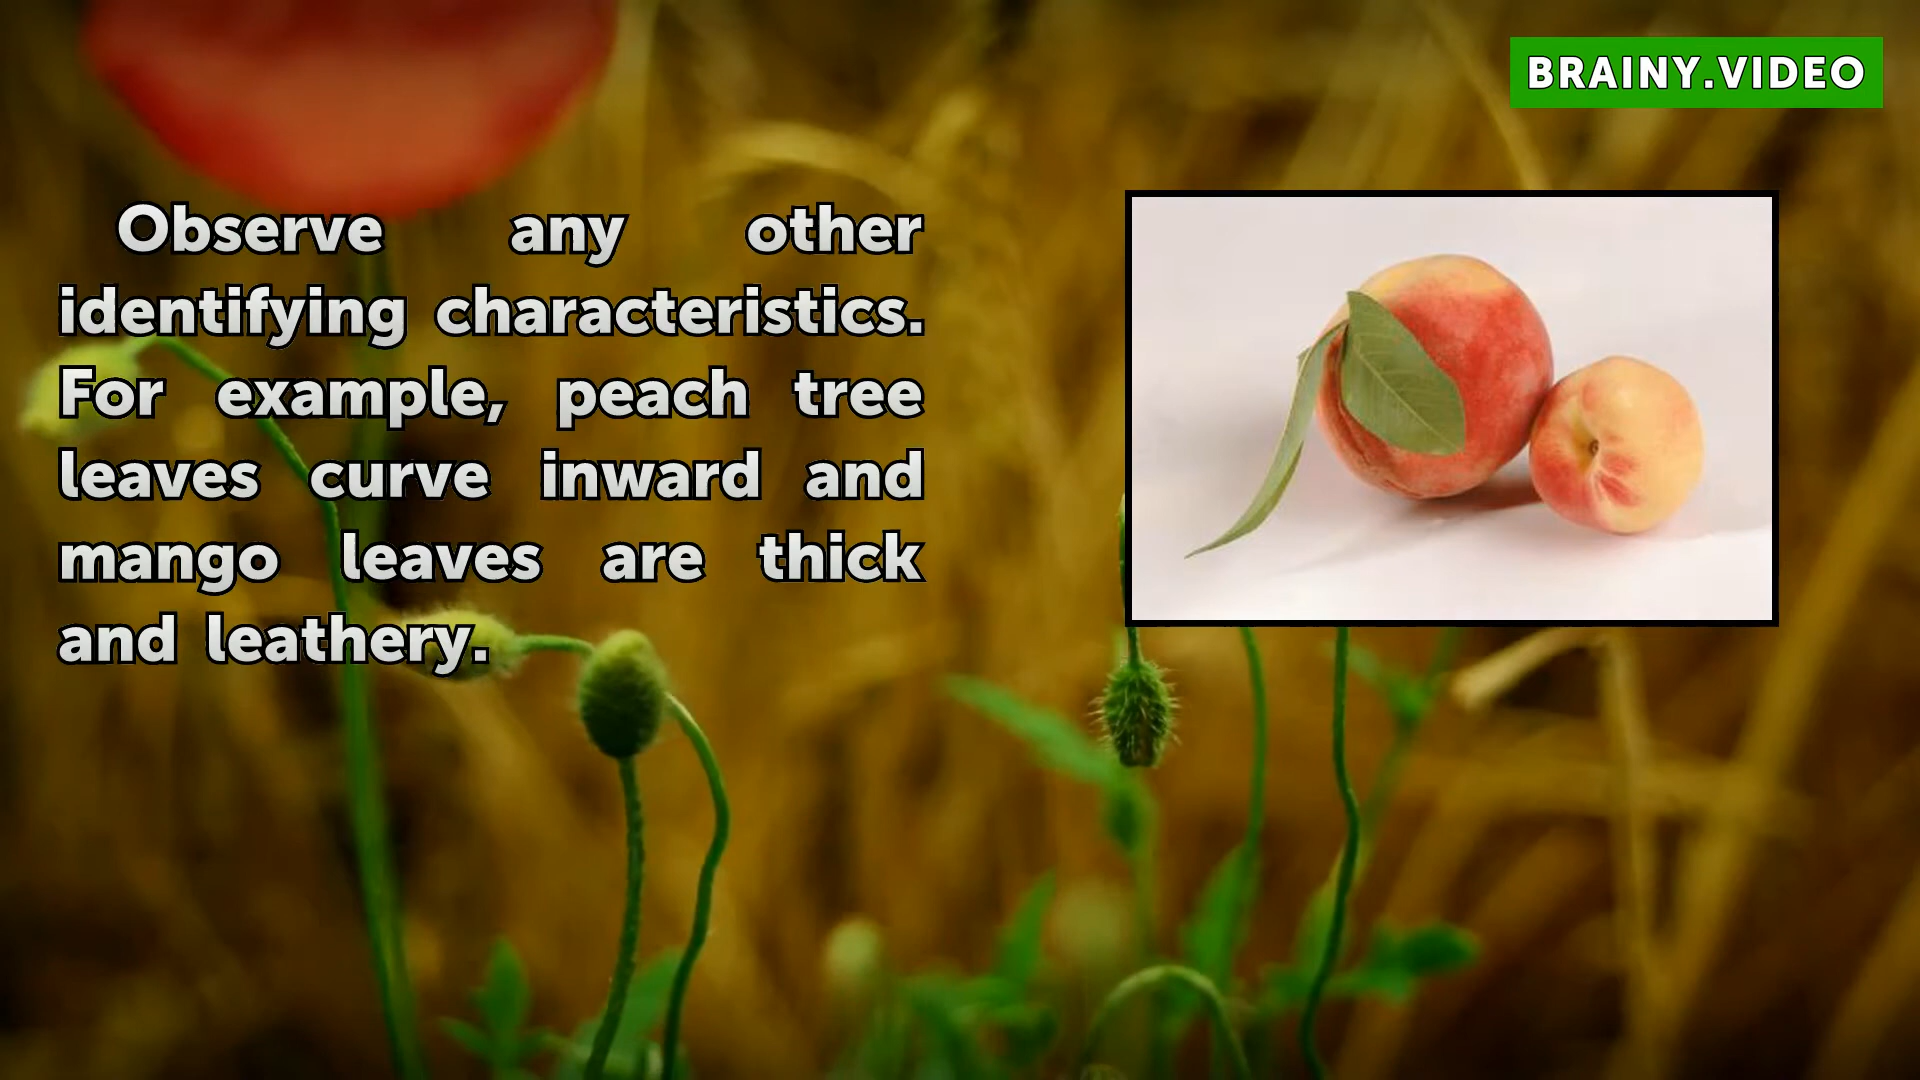 BRAINY.VIDEO
Observe any other
identifying characteristics.
For example, peach tree
leaves curve inward and
mango leaves are thick
and leathery.